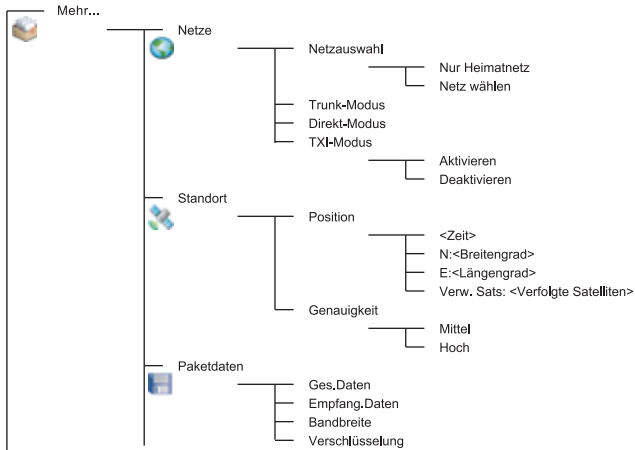 Mehr...
Netze
Netzauswahl
Nur Heimatnetz
Netz wählen
Trunk-Modus
Direkt-Modus
TXI-Modus
Aktivieren
Deaktivieren
Standort
Position
<Zeit>
N:<Breitengrad>
E:<Längengrad>
Verw. Sats: <Verfolgte Satelliten>
Genauigkeit
Mittel
Hoch
Paketdaten
Ges.Daten
Empfang.Daten
Bandbreite
Verschlüsselung